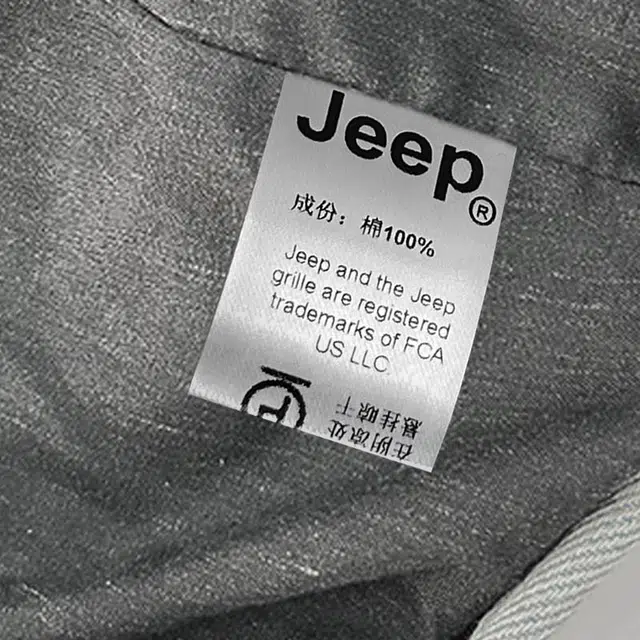 Jeep®
成份：棉100%
Jeep and the Jeep
grille are registered
trademarks of FCA
US LLC
在阴凉处
悬挂晾干